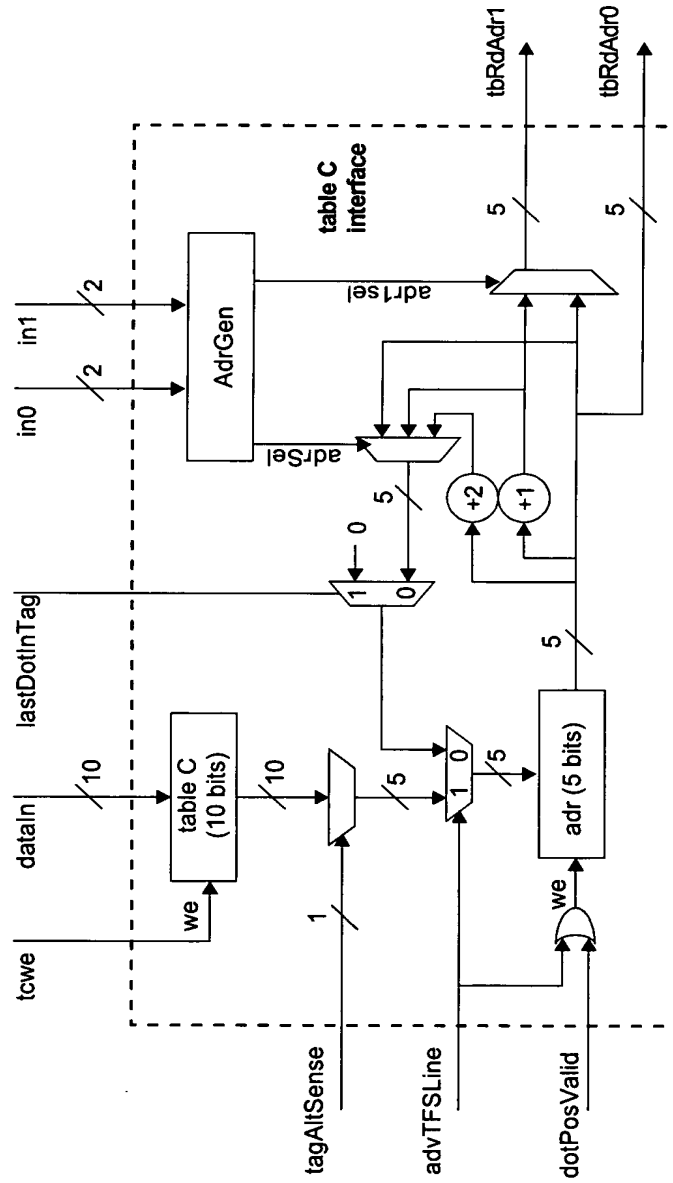 tcwe
dataIn
lastDotInTag
in0
in1
10
2
2
we
table C
(10 bits)
AdrGen
table C
interface
10
adrSel
adr1sel
tagAltSense
1
5
1
0
0
5
+2
+1
5
tbRdAdr1
5
tbRdAdr0
advTFSLine
1
0
5
dotPosValid
we
adr (5 bits)
5